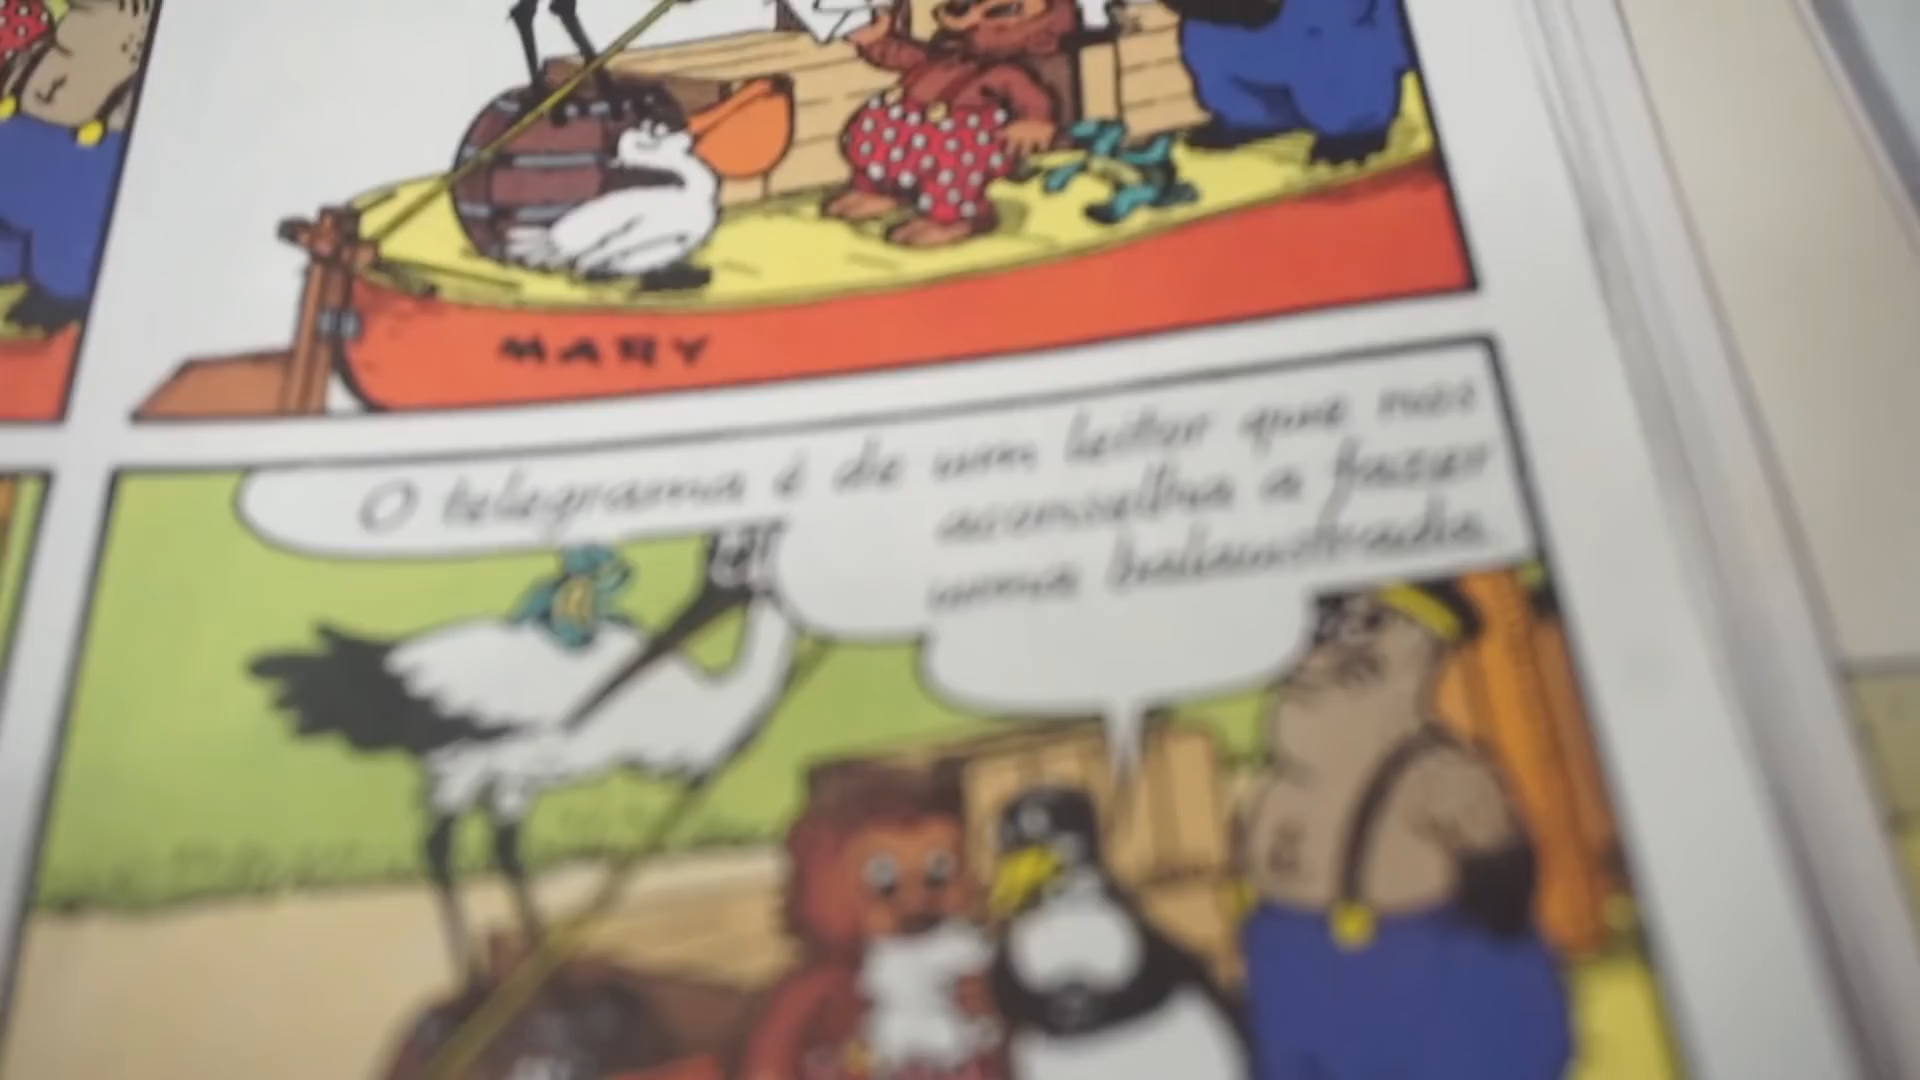 MARY
O telegrama é de um leitor que nos
aconselha a fazer
uma balaustrada.